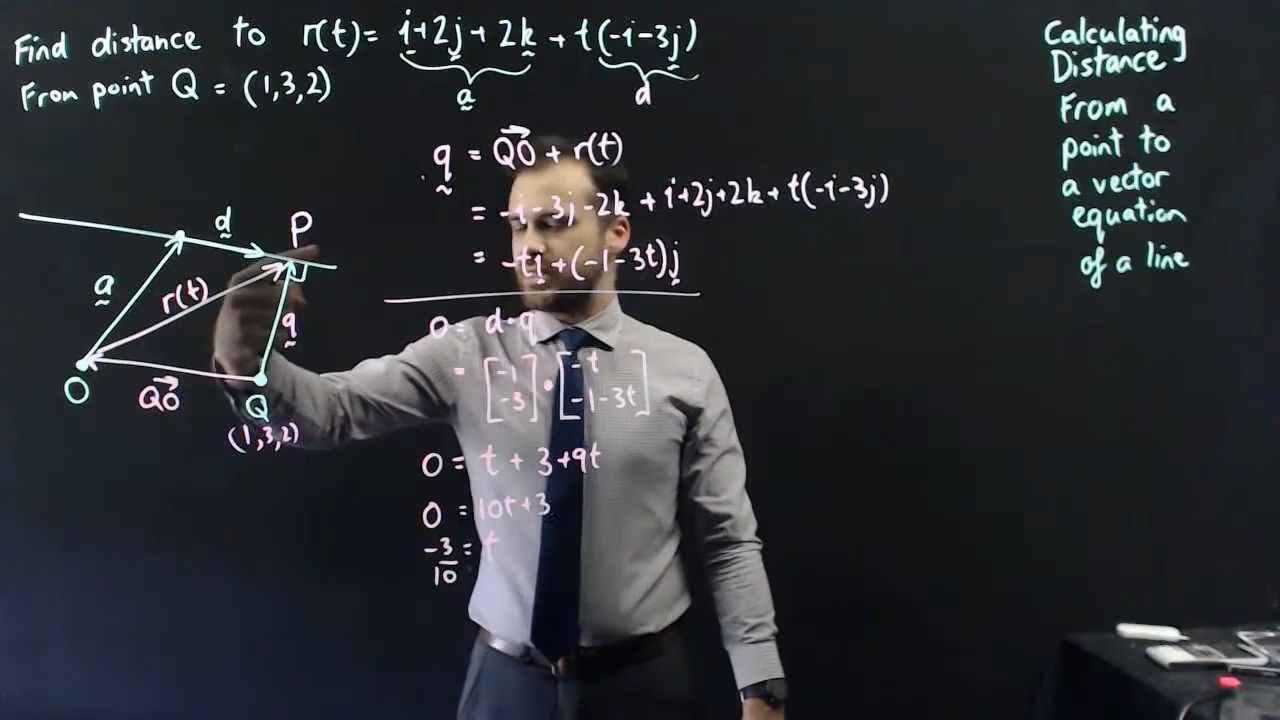 Find distance to r(t) = i+2j+2k + t(-i-3j)
From point Q = (1,3,2)
a
d
q = QO + r(t)
= -i-3j-2k + i+2j+2k + t(-i-3j)
= -ti + (-1-3t)j
0 = d·q
= [-1 -3] · [-t -1-3t]
0 = t + 3+9t
0 = 10t+3
-3/10 = t
d
P
a
r(t)
q
O
QO
Q
(1,3,2)
Calculating
Distance
From a
point to
a vector
equation
of a line